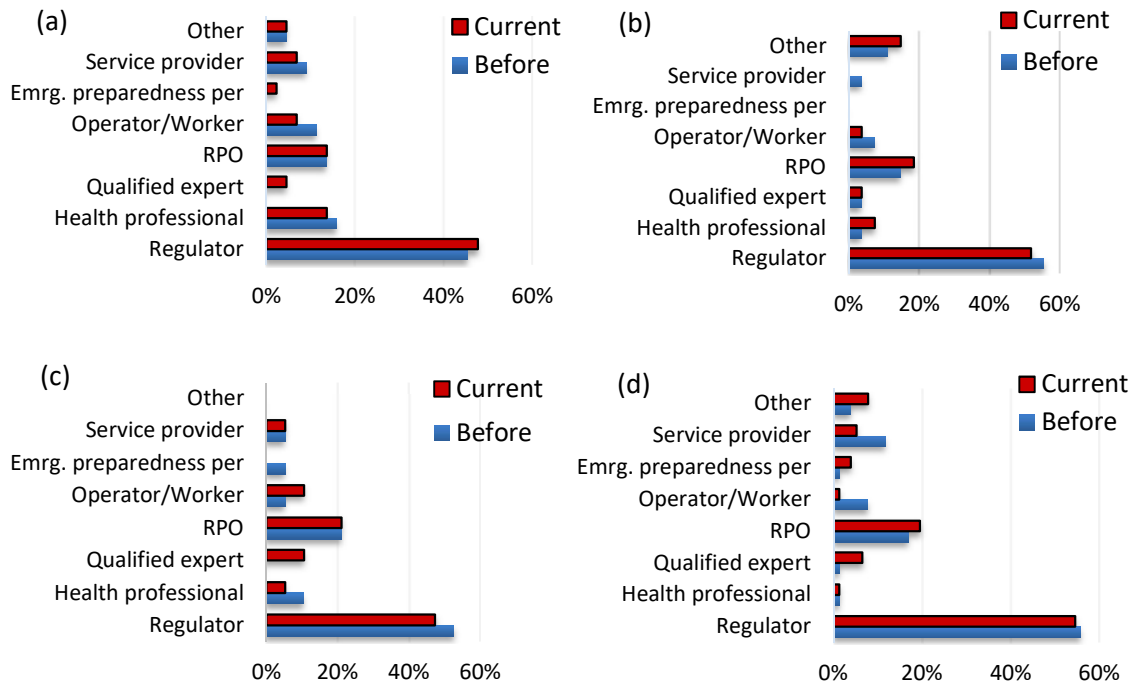 (a)
Current
Before
Other
Service provider
Emrg. preparedness per
Operator/Worker
RPO
Qualified expert
Health professional
Regulator
0% 20% 40% 60%
(b)
Current
Before
Other
Service provider
Emrg. preparedness per
Operator/Worker
RPO
Qualified expert
Health professional
Regulator
0% 20% 40% 60%
(c)
Current
Before
Other
Service provider
Emrg. preparedness per
Operator/Worker
RPO
Qualified expert
Health professional
Regulator
0% 20% 40% 60%
(d)
Current
Before
Other
Service provider
Emrg. preparedness per
Operator/Worker
RPO
Qualified expert
Health professional
Regulator
0% 20% 40% 60%